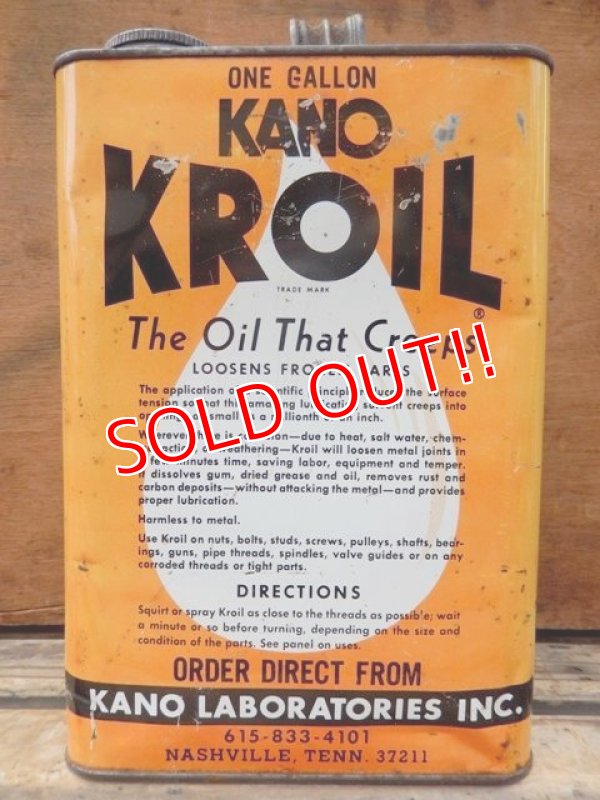 ONE GALLON
KANO
KROIL
TRADE MARK
®
The Oil That Creeps
LOOSENS FROZEN PARTS
SOLD OUT!!
The application of a scientific principle the surface
tension so that this amazing lubricating solvent creeps into
openings as small as a millionth of an inch.
Wherever there is corrosion—due to heat, salt water, chem-
action, or weathering—Kroil will loosen metal joints in
a few minutes time, saving labor, equipment and temper.
It dissolves gum, dried grease and oil, removes rust and
carbon deposits—without attacking the metal—and provides
proper lubrication.
Harmless to metal.
Use Kroil on nuts, bolts, studs, screws, pulleys, shafts, bear-
ings, guns, pipe threads, spindles, valve guides or on any
corroded threads or tight parts.
DIRECTIONS
Squirt or spray Kroil as close to the threads as possible; wait
a minute or so before turning, depending on the size and
condition of the parts. See panel on uses.
ORDER DIRECT FROM
KANO LABORATORIES INC.
615-833-4101
NASHVILLE, TENN. 37211